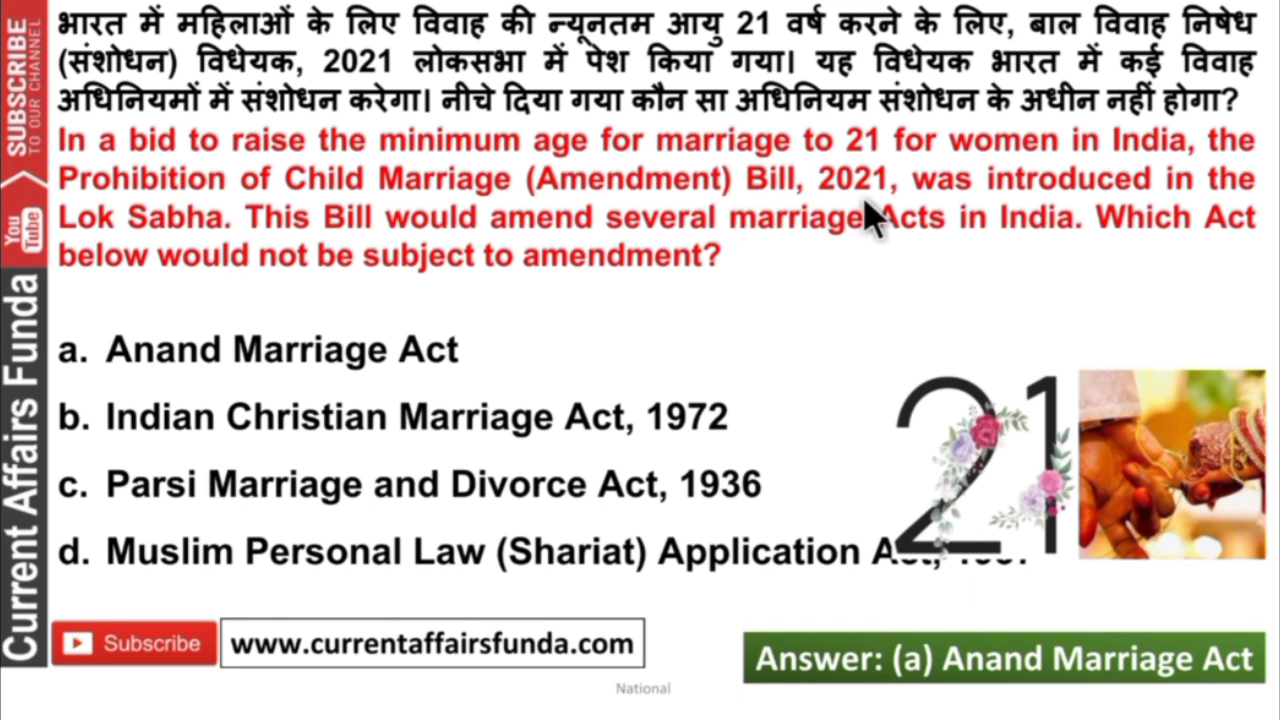 भारत में महिलाओं के लिए विवाह की न्यूनतम आयु 21 वर्ष करने के लिए, बाल विवाह निषेध
(संशोधन) विधेयक, 2021 लोकसभा में पेश किया गया। यह विधेयक भारत में कई विवाह
अधिनियमों में संशोधन करेगा। नीचे दिया गया कौन सा अधिनियम संशोधन के अधीन नहीं होगा?
In a bid to raise the minimum age for marriage to 21 for women in India, the
Prohibition of Child Marriage (Amendment) Bill, 2021, was introduced in the
Lok Sabha. This Bill would amend several marriage Acts in India. Which Act
below would not be subject to amendment?
a. Anand Marriage Act
b. Indian Christian Marriage Act, 1972
c. Parsi Marriage and Divorce Act, 1936
d. Muslim Personal Law (Shariat) Application Act,
21
Subscribe
www.currentaffairsfunda.com
Answer: (a) Anand Marriage Act
National
SUBSCRIBE
TO OUR CHANNEL
You
Tube
Current Affairs Funda